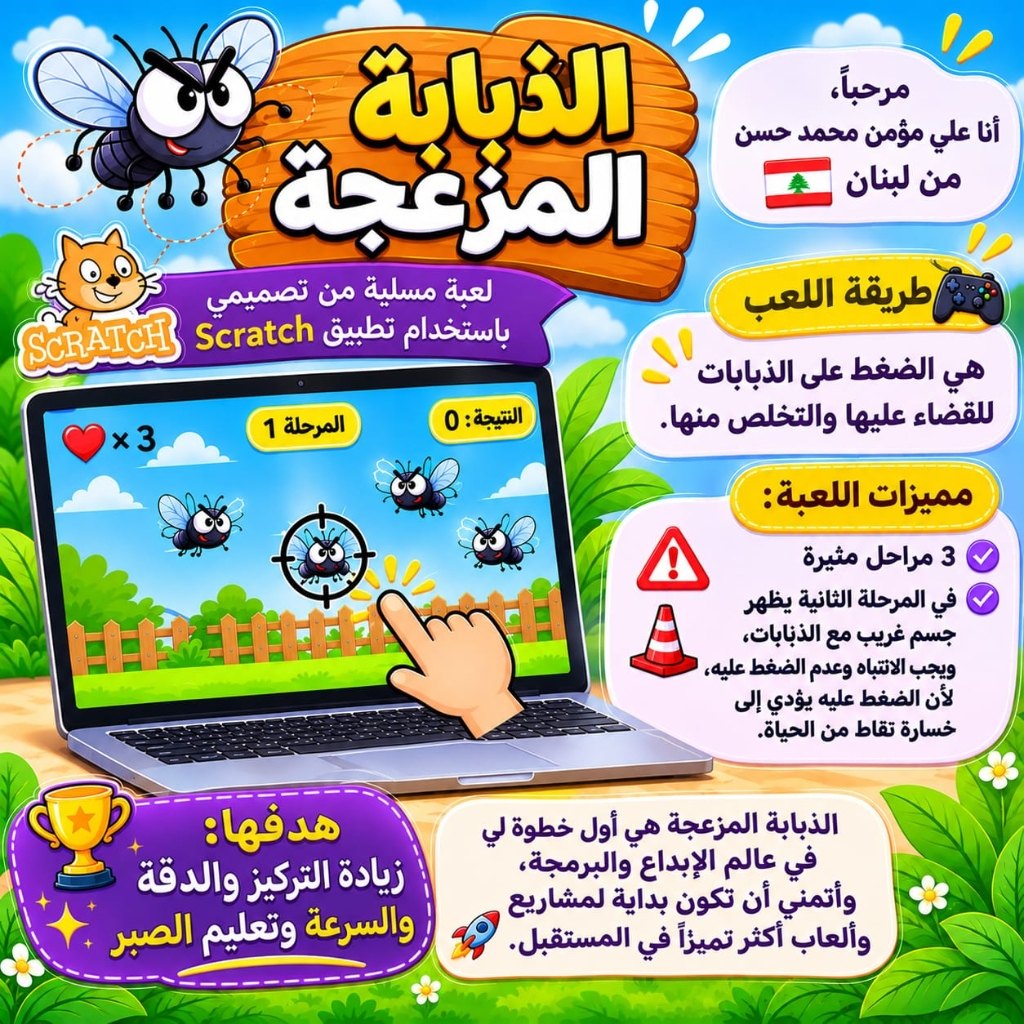 الذبابة
المزعجة
مرحباً،
أنا علي مؤمن محمد حسن
من لبنان
لعبة مسلية من تصميمي
باستخدام تطبيق Scratch
SCRATCH
طريقة اللعب
هي الضغط على الذبابات
للقضاء عليها والتخلص منها.
× 3
المرحلة 1
النتيجة: 0
مميزات اللعبة:
3 مراحل مثيرة
في المرحلة الثانية يظهر
جسم غريب مع الذبابات،
ويجب الانتباه وعدم الضغط عليه،
لأن الضغط عليه يؤدي إلى
خسارة نقاط من الحياة.
هدفها:
زيادة التركيز والدقة
والسرعة وتعليم الصبر
الذبابة المزعجة هي أول خطوة لي
في عالم الإبداع والبرمجة،
وأتمني أن تكون بداية لمشاريع
وألعاب أكثر تميزاً في المستقبل.